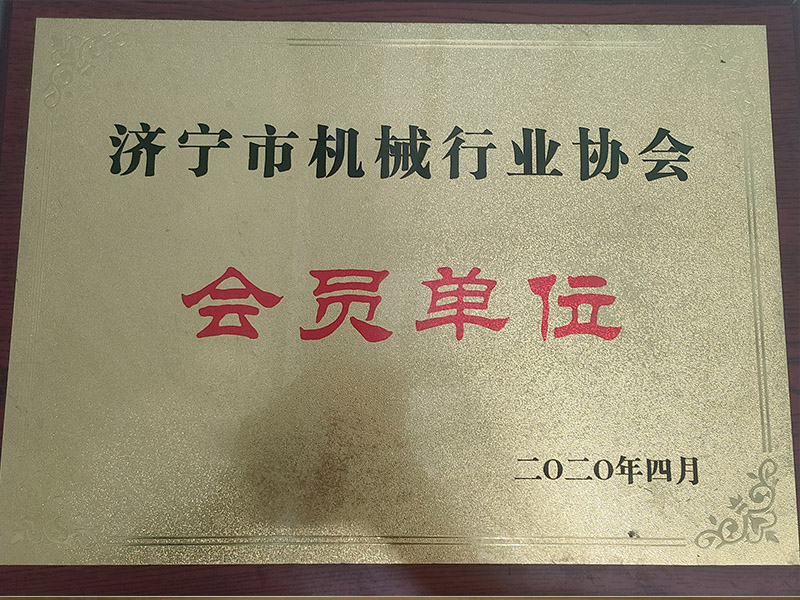 济宁市机械行业协会
会员单位
二〇二〇年四月